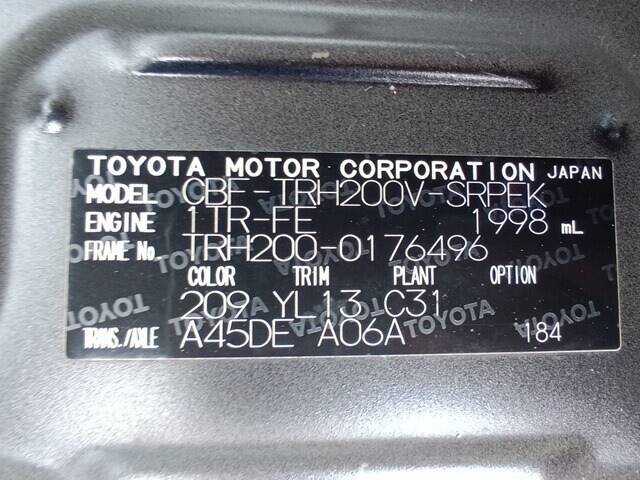 TOYOTA MOTOR CORPORATION JAPAN
MODEL CBF-TRH200V-SRPEK
ENGINE 1TR-FE 1998 mL
FRAME No. TRH200-0176496
COLOR TRIM PLANT OPTION
209 YL13 C31
TRANS./AXLE A45DE A06A 184